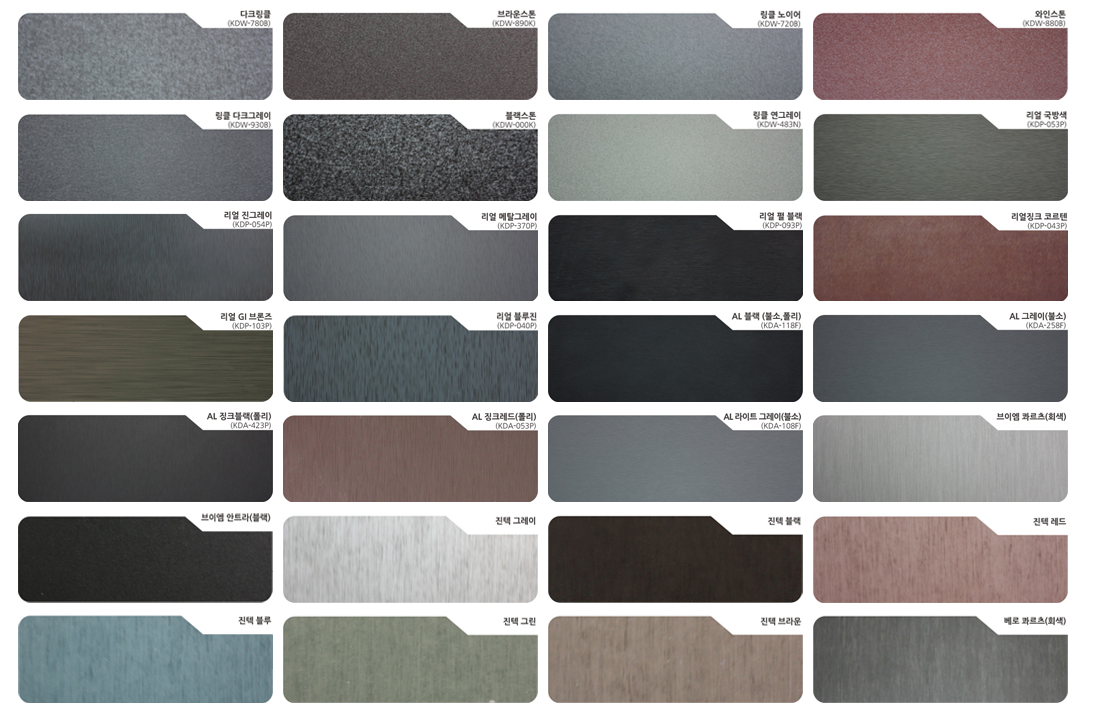 다크링클
(KDW-780B)
브라운스톤
(KDW-890K)
링클 노이어
(KDW-720B)
와인스톤
(KDW-880B)
링클 다크그레이
(KDW-930B)
블랙스톤
(KDW-000K)
링클 연그레이
(KDW-483N)
리얼 국방색
(KDP-053P)
리얼 진그레이
(KDP-054P)
리얼 메탈그레이
(KDP-370P)
리얼 펄 블랙
(KDP-093P)
리얼징크 코르텐
(KDP-043P)
리얼 GI 브론즈
(KDP-103P)
리얼 블루진
(KDP-040P)
AL 블랙 (불소,폴리)
(KDA-118F)
AL 그레이(불소)
(KDA-258F)
AL 징크블랙(폴리)
(KDA-423P)
AL 징크레드(폴리)
(KDA-053P)
AL 라이트 그레이(불소)
(KDA-108F)
브이엠 콰르츠(회색)
브이엠 안트라(블랙)
진텍 그레이
진텍 블랙
진텍 레드
진텍 블루
진텍 그린
진텍 브라운
베로 콰르츠(회색)